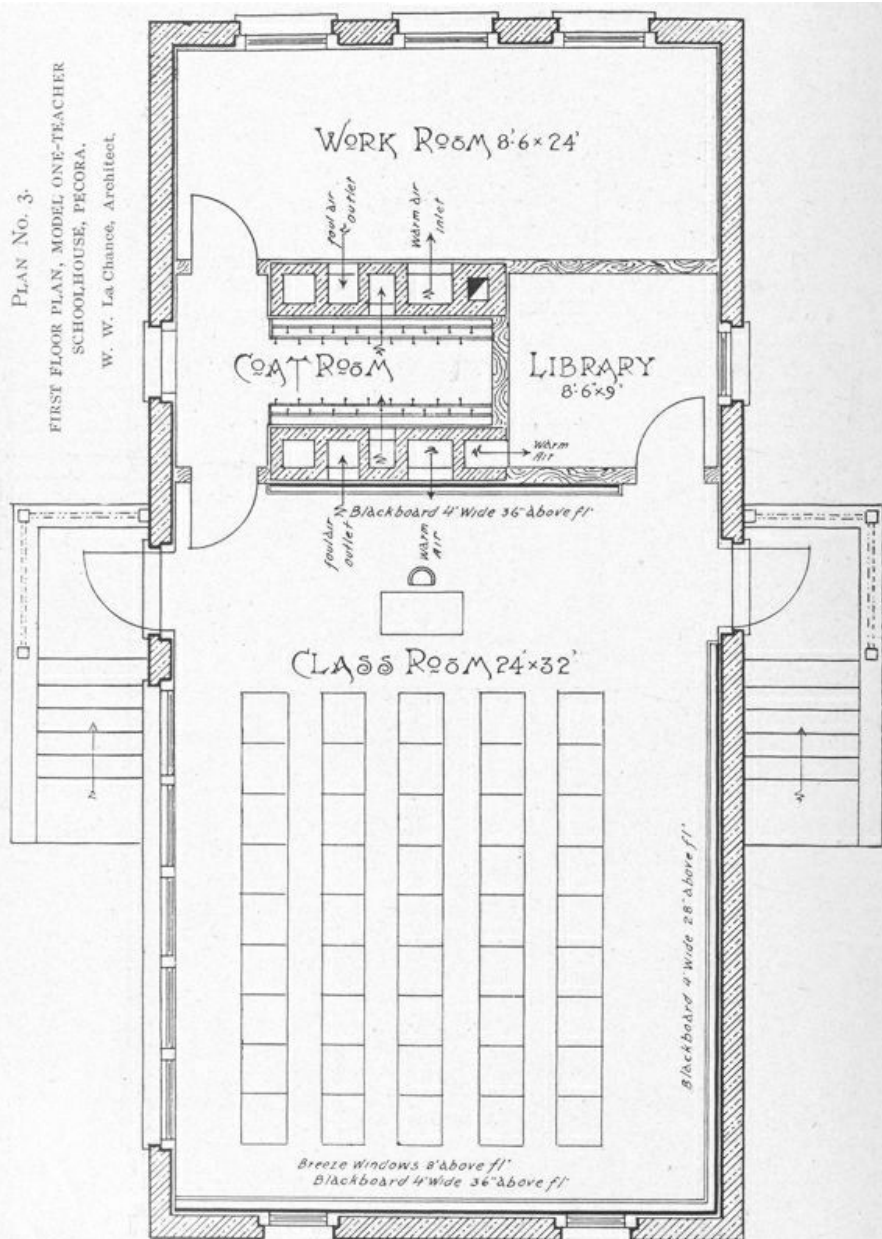 PLAN No. 3.
FIRST FLOOR PLAN, MODEL ONE-TEACHER
SCHOOLHOUSE, PECORA.
W. W. La Chance, Architect.
WORK ROOM 8'.6 × 24'
foul air
outlet
Warm air
inlet
COAT ROOM
LIBRARY
8'.6"×9'
Warm
Air
Blackboard 4' Wide 36" above fl'
foul air
outlet
Warm
Air
CLASS ROOM 24' × 32'
Blackboard 4' Wide 28" above fl'
Breeze Windows 8' above fl'
Blackboard 4' Wide 36" above fl'